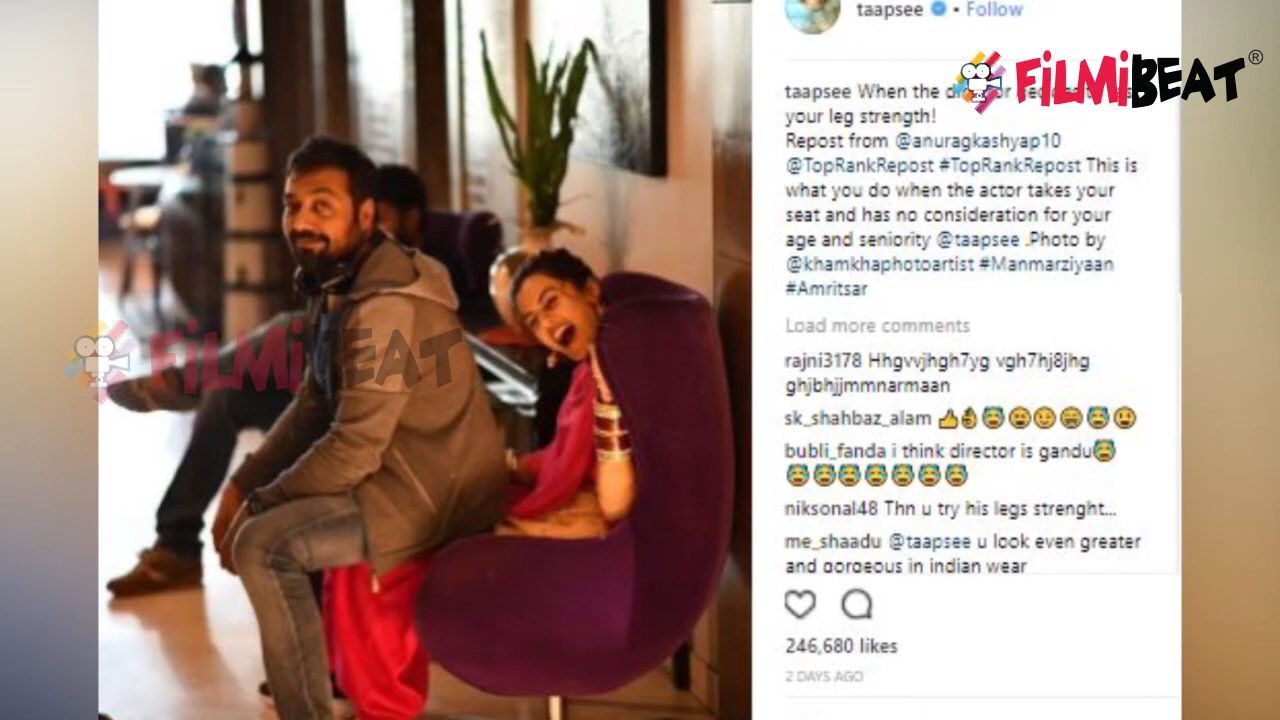 taapsee • Follow
FiLMiBEAT®
taapsee When the
your leg strength!
Repost from @anuragkashyap10
@TopRankRepost #TopRankRepost This is
what you do when the actor takes your
seat and has no consideration for your
age and seniority @taapsee .Photo by
@khamkhaphotoartist #Manmarziyaan
#Amritsar
Load more comments
FiLMiBEAT
rajni3178 Hhgvvjhgh7yg vgh7hj8jhg
ghjbhjjmmnarmaan
sk_shahbaz_alam 👍👌😇😩😉😄😇😃
bubli_fanda i think director is gandu😇
😇😇😇😇😇😇😇
niksonal48 Thn u try his legs strenght...
me_shaadu @taapsee u look even greater
and gorgeous in indian wear
246,680 likes
2 DAYS AGO